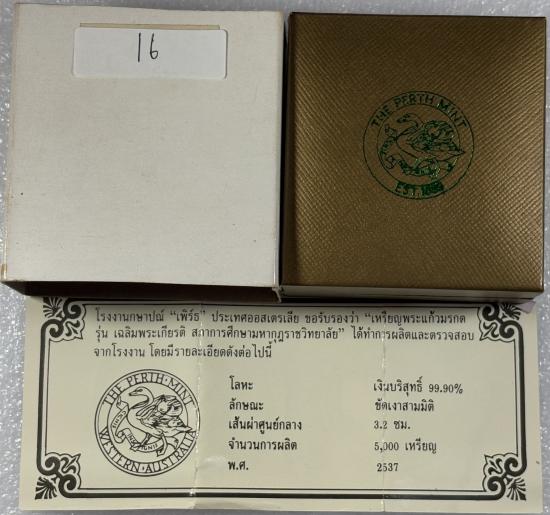 16
THE PERTH MINT
EST. 1899
โรงงานกษาปณ์ "เพิร์ธ" ประเทศออสเตรเลีย ขอรับรองว่า "เหรียญพระแก้วมรกต
รุ่น เฉลิมพระเกียรติ สภาการศึกษามหากุฎราชวิทยาลัย" ได้ทำการผลิตและตรวจสอบ
จากโรงงาน โดยมีรายละเอียดดังต่อไปนี้
THE PERTH MINT
WESTERN AUSTRALIA
โลหะ เงินบริสุทธิ์ 99.90%
ลักษณะ ขัดเงาสามมิติ
เส้นผ่าศูนย์กลาง 3.2 ซม.
จำนวนการผลิต 5,000 เหรียญ
พ.ศ. 2537